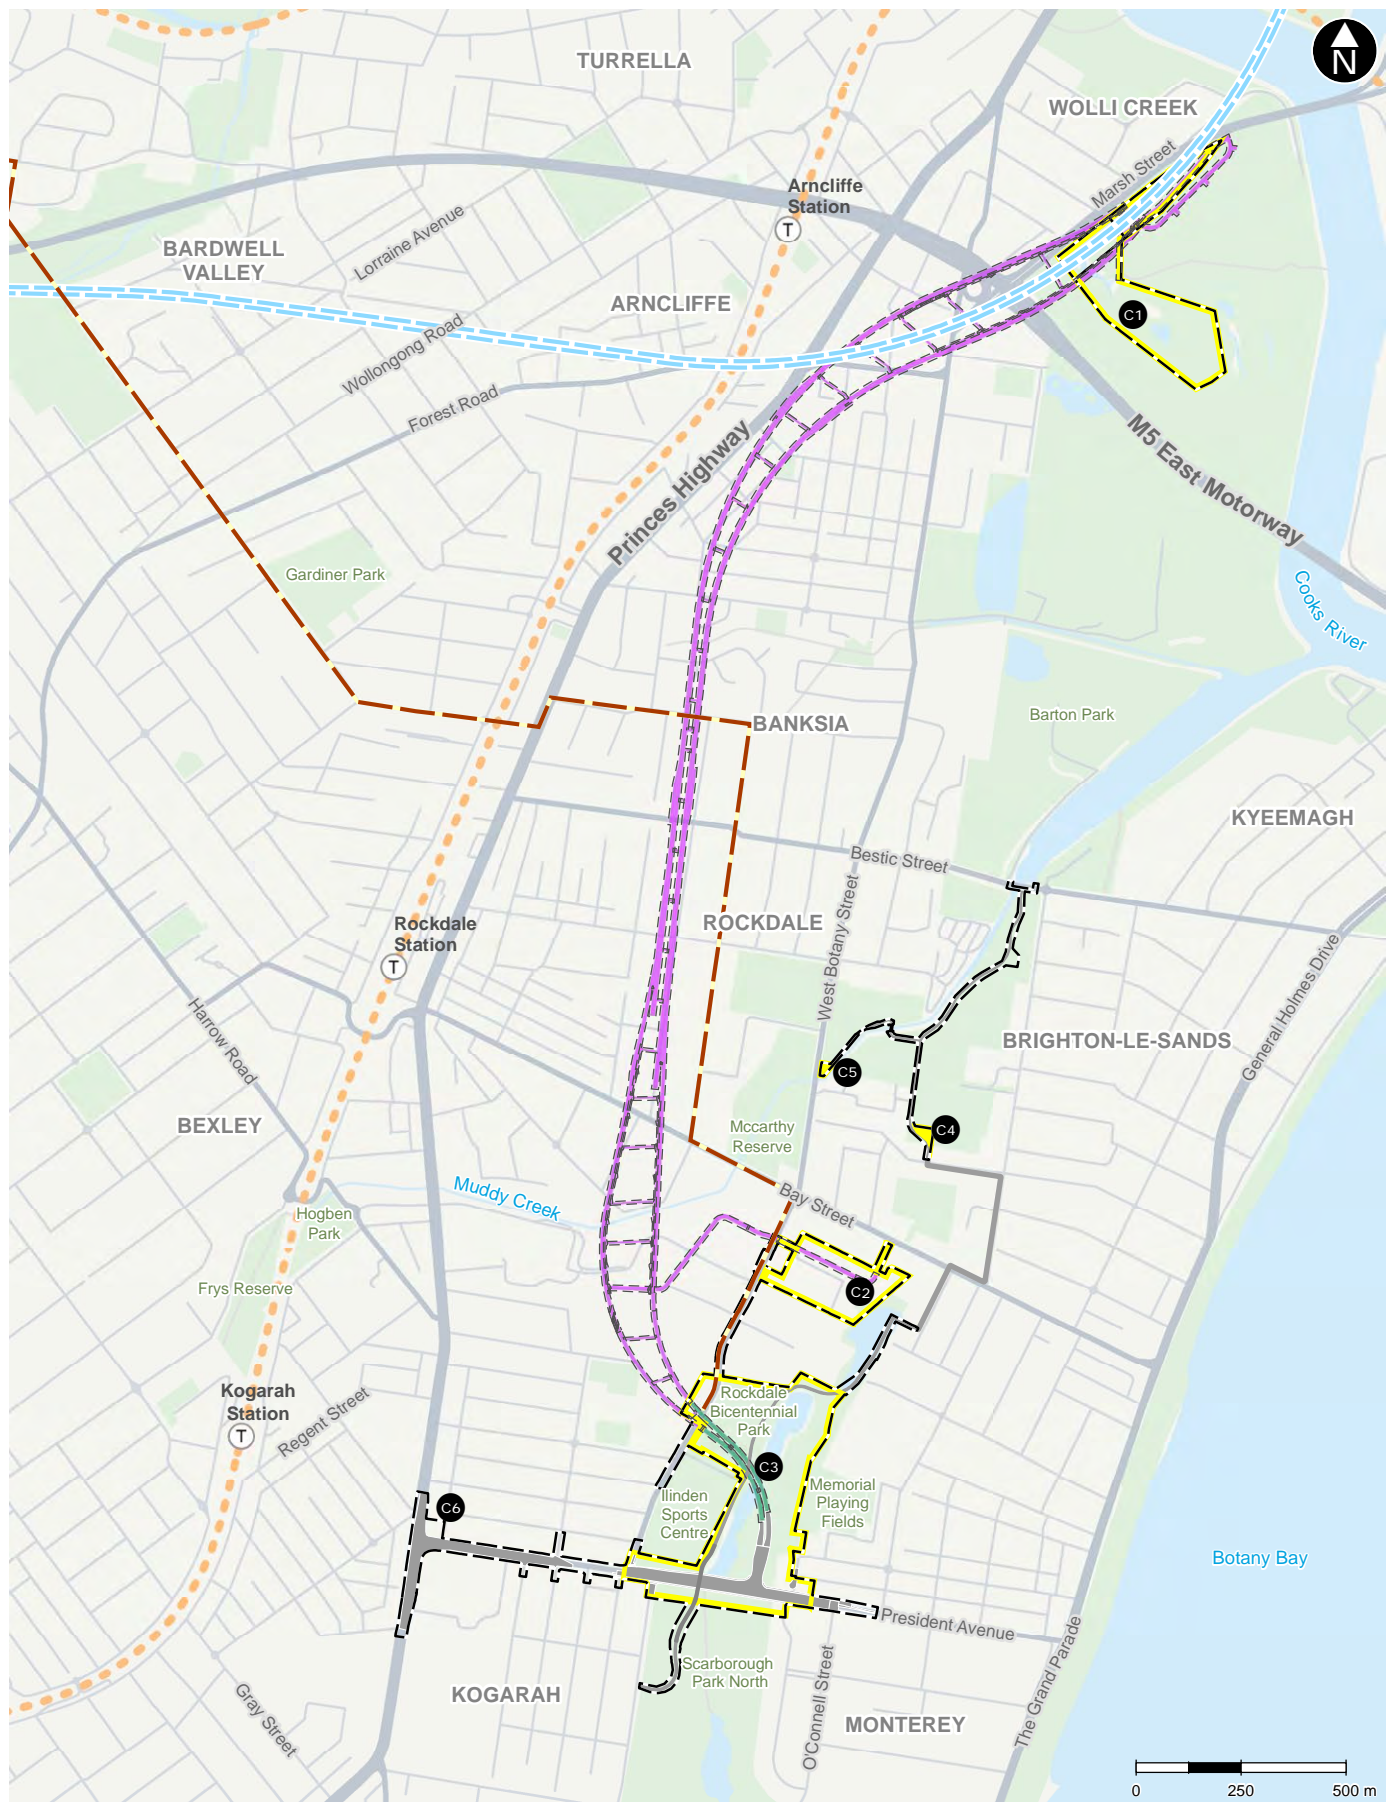 N
TURRELLA
WOLLI CREEK
Marsh Street
Arncliffe
Station
T
Lorraine Avenue
BARDWELL
VALLEY
ARNCLIFFE
C1
Wollongong Road
Forest Road
Princes Highway
M5 East Motorway
Gardiner Park
Cooks River
BANKSIA
Barton Park
KYEEMAGH
Bestic Street
West Botany Street
Rockdale
Station
T
ROCKDALE
General Holmes Drive
Harrow Road
BRIGHTON-LE-SANDS
C5
BEXLEY
C4
Mccarthy
Reserve
Muddy Creek
Bay Street
Hogben
Park
Frys Reserve
C2
Kogarah
Station
T
Regent Street
Rockdale
Bicentennial
Park
C3
Memorial
Playing
Fields
Ilinden
Sports
Centre
C6
Botany Bay
President Avenue
The Grand Parade
Scarborough
Park North
O'Connell Street
KOGARAH
Gray Street
MONTEREY
0 250 500 m